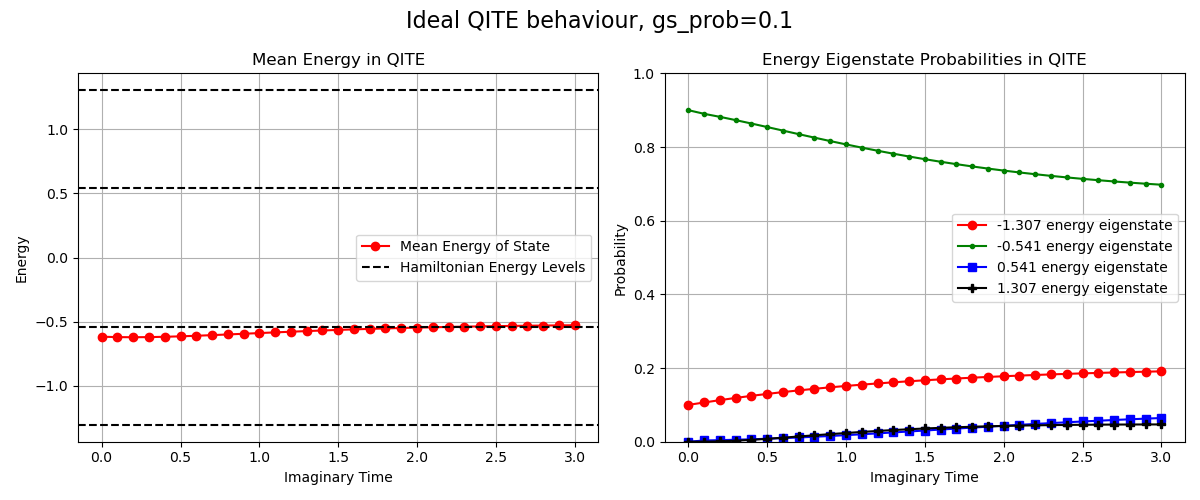 Ideal QITE behaviour, gs_prob=0.1
Mean Energy in QITE
Energy
1.0
0.5
0.0
−0.5
−1.0
Mean Energy of State
Hamiltonian Energy Levels
0.0 0.5 1.0 1.5 2.0 2.5 3.0
Imaginary Time
Energy Eigenstate Probabilities in QITE
Probability
1.0
0.8
0.6
0.4
0.2
0.0
-1.307 energy eigenstate
-0.541 energy eigenstate
0.541 energy eigenstate
1.307 energy eigenstate
0.0 0.5 1.0 1.5 2.0 2.5 3.0
Imaginary Time